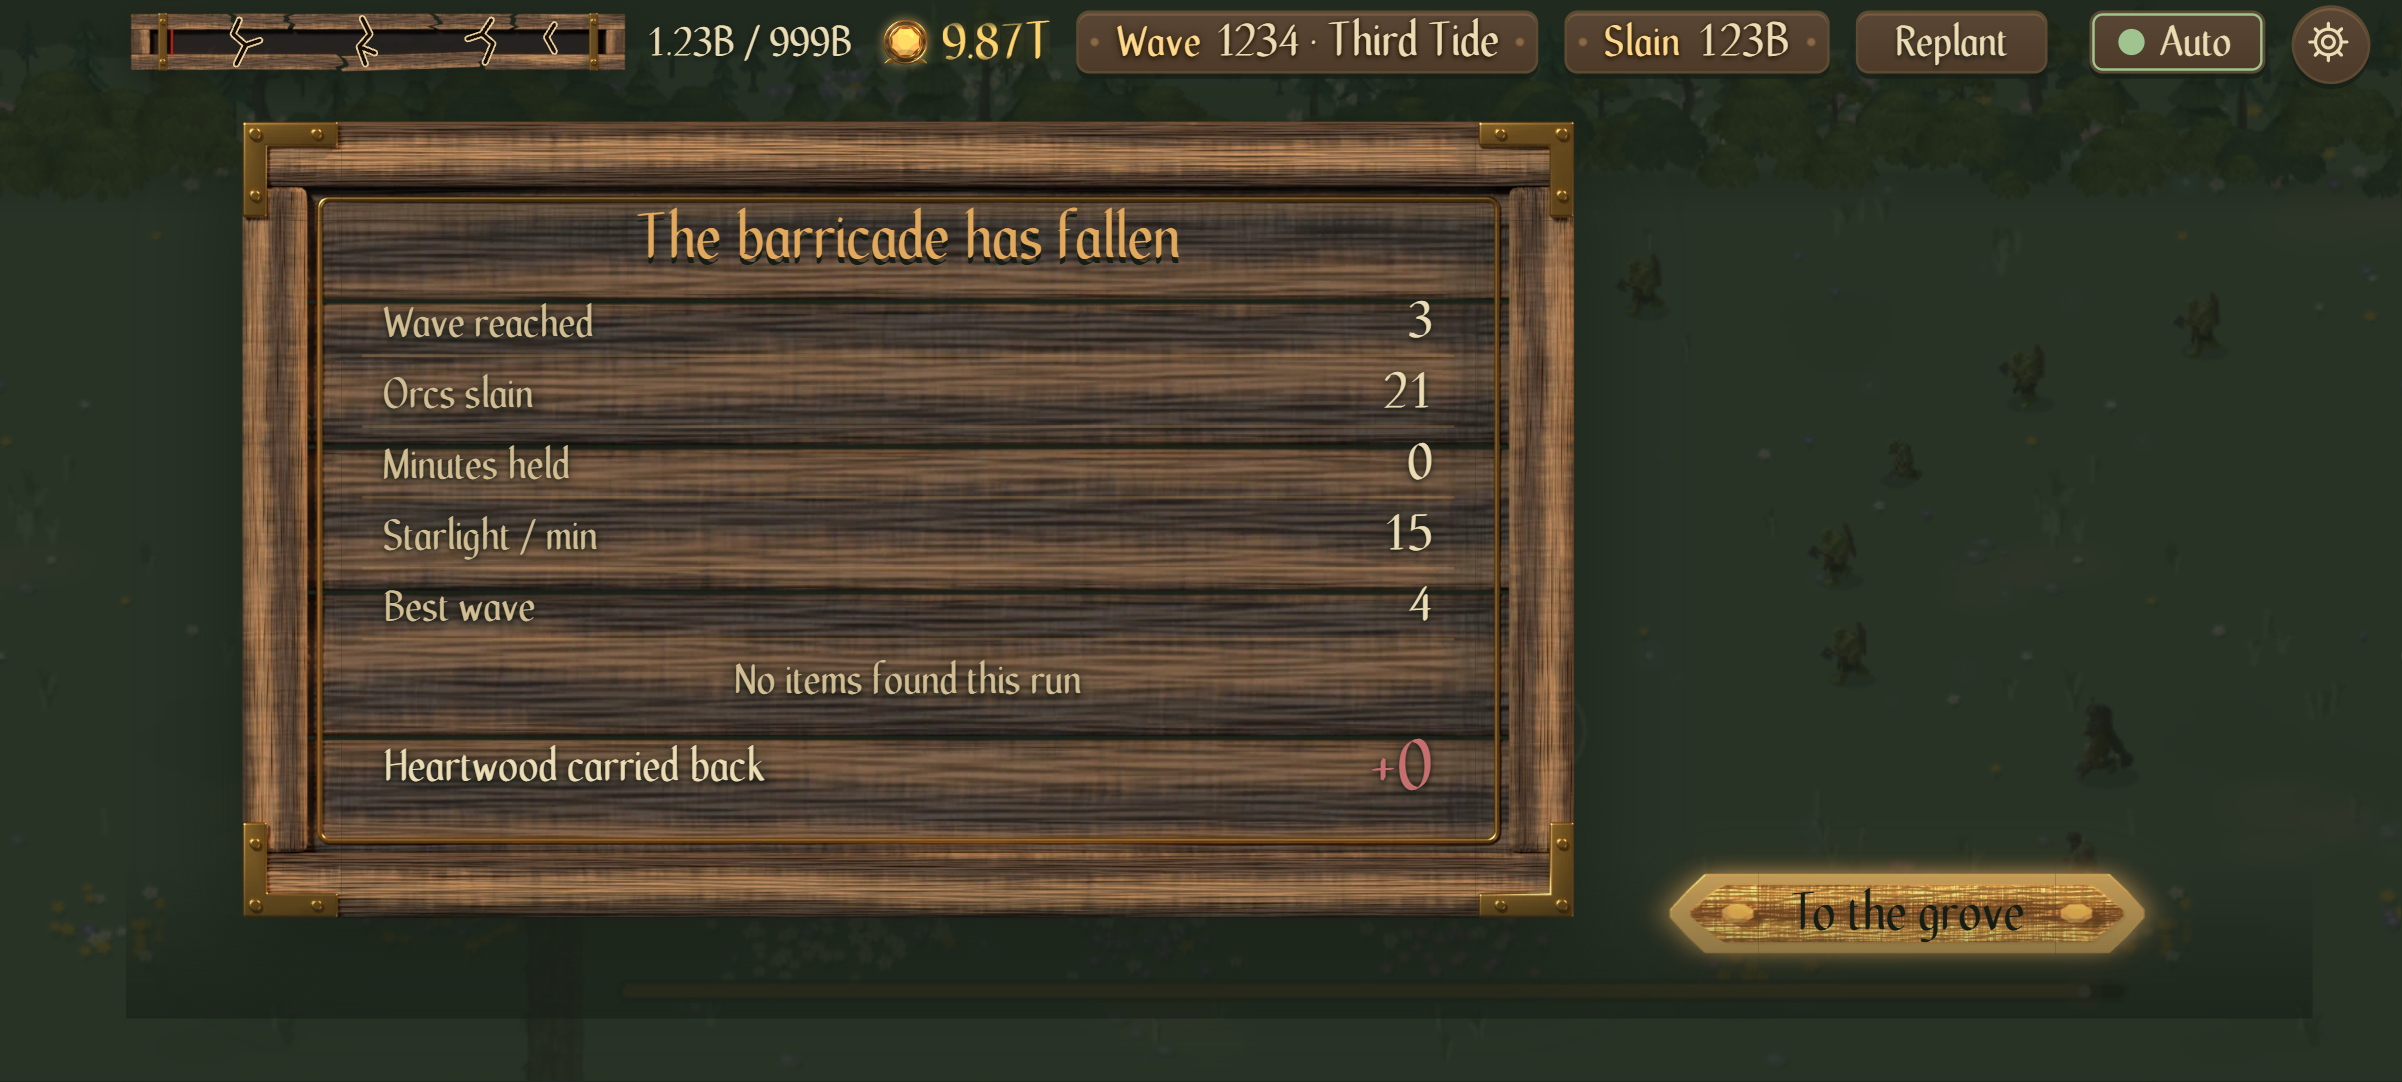 1.23B / 999B 9.87T Wave 1234 · Third Tide Slain 123B Replant Auto
The barricade has fallen
Wave reached 3
Orcs slain 21
Minutes held 0
Starlight / min 15
Best wave 4
No items found this run
Heartwood carried back +0
To the grove